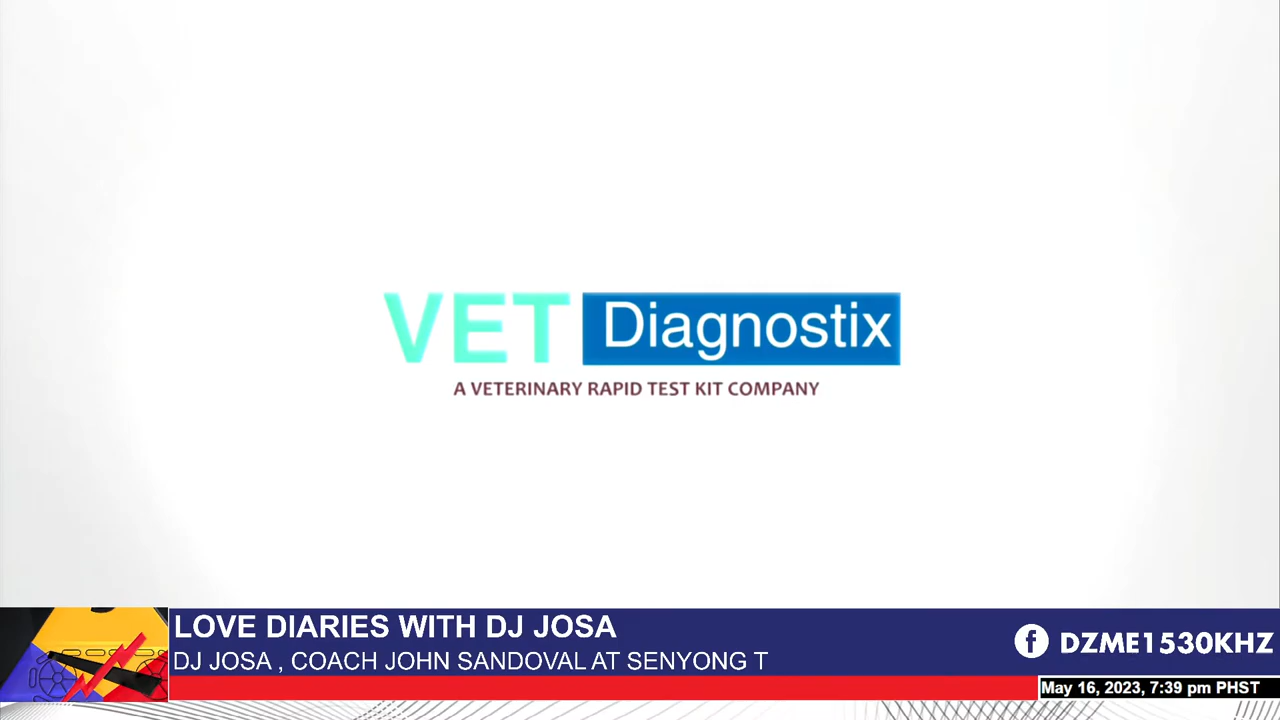 VET Diagnostix
A VETERINARY RAPID TEST KIT COMPANY
LOVE DIARIES WITH DJ JOSA
DJ JOSA , COACH JOHN SANDOVAL AT SENYONG T
DZME1530KHZ
May 16, 2023, 7:39 pm PHST